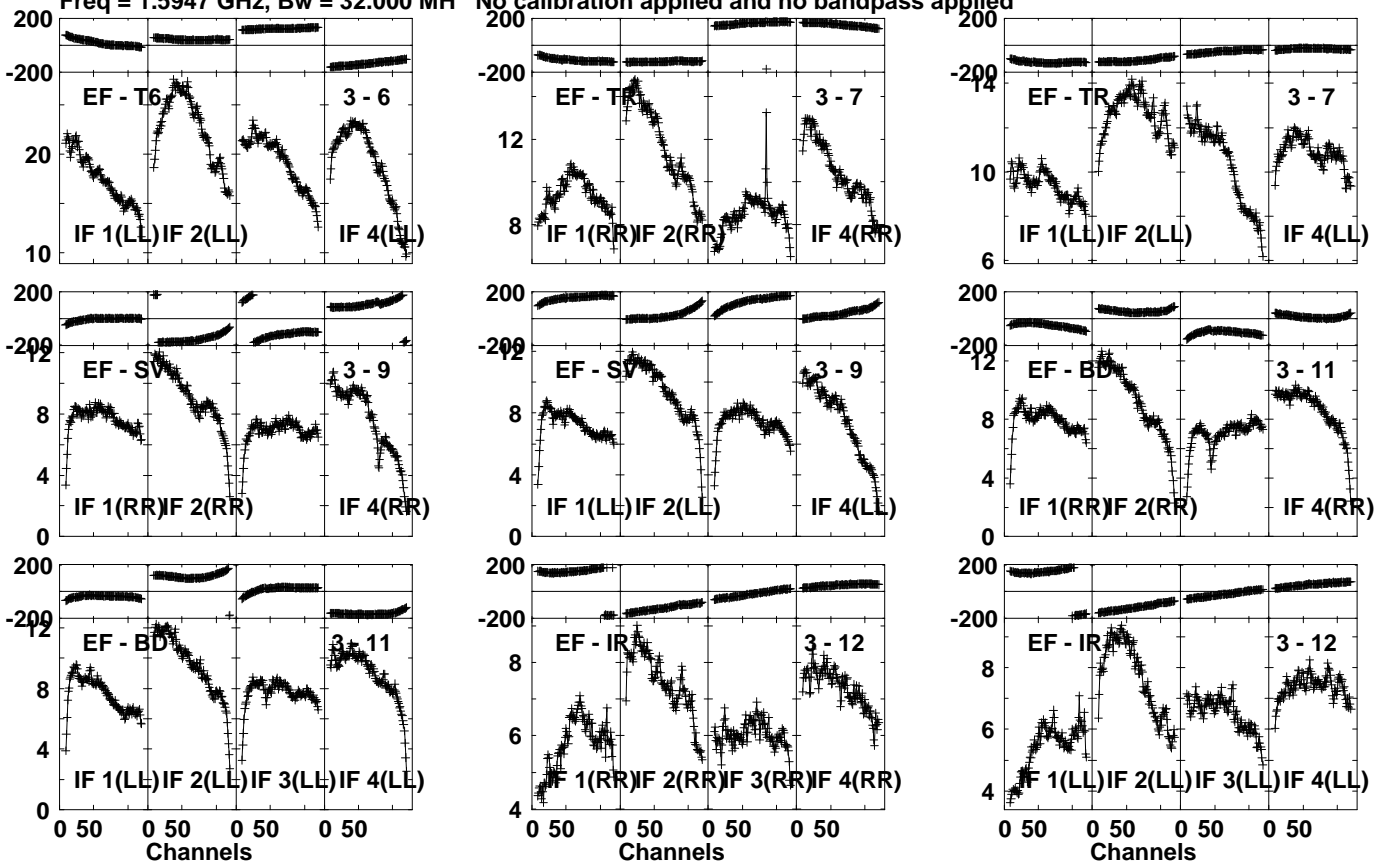 Freq = 1.5947 GHz, Bw = 32.000 MH No calibration applied and no bandpass applied
200
-200
EF - T6
3 - 6
20
10
IF 1(LL) IF 2(LL) IF 4(LL)
200
-200
EF - TR
3 - 7
12
8
IF 1(RR) IF 2(RR) IF 4(RR)
200
-200
14
EF - TR
3 - 7
10
6
IF 1(LL) IF 2(LL) IF 4(LL)
200
-200
12
EF - SV
3 - 9
8
4
0
IF 1(RR) IF 2(RR) IF 4(RR)
200
-200
12
EF - SV
3 - 9
8
4
0
IF 1(LL) IF 2(LL) IF 4(LL)
200
-200
12
EF - BD
3 - 11
8
4
0
IF 1(RR) IF 2(RR) IF 4(RR)
200
-200
12
EF - BD
3 - 11
8
4
0
IF 1(LL) IF 2(LL) IF 3(LL) IF 4(LL)
0 50 0 50 0 50 0 50
Channels
200
-200
EF - IR
3 - 12
8
6
4
IF 1(RR) IF 2(RR) IF 3(RR) IF 4(RR)
0 50 0 50 0 50 0 50
Channels
200
-200
EF - IR
3 - 12
8
6
4
IF 1(LL) IF 2(LL) IF 3(LL) IF 4(LL)
0 50 0 50 0 50 0 50
Channels